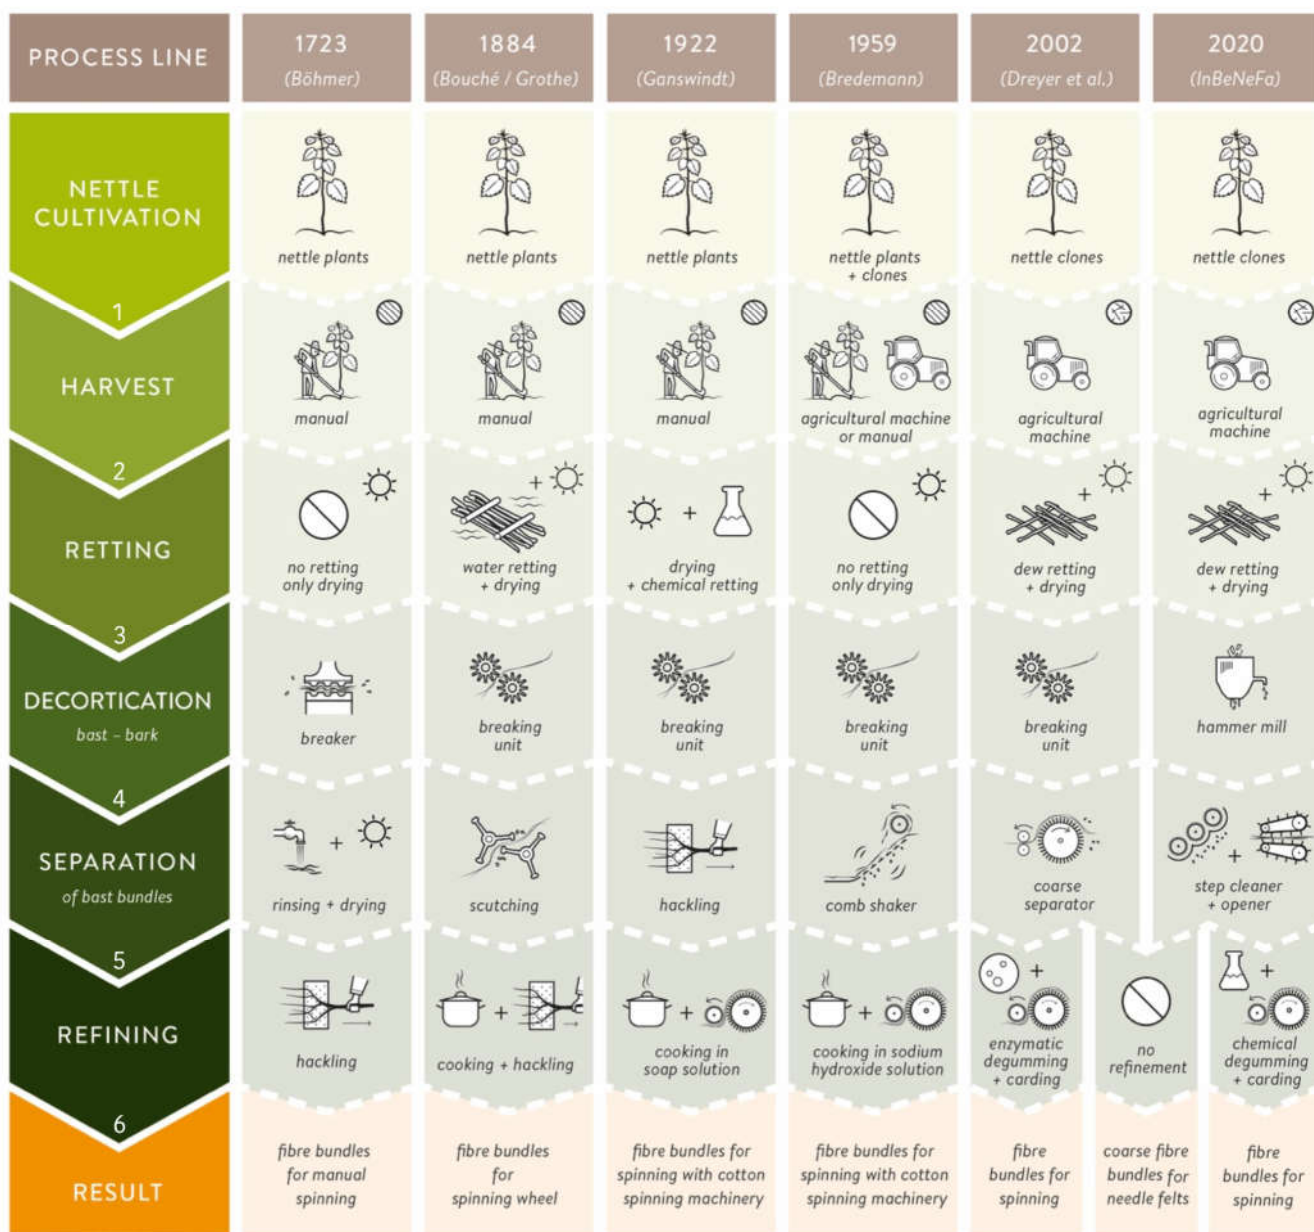 PROCESS LINE
1723
(Böhmer)
1884
(Bouché / Grothe)
1922
(Ganswindt)
1959
(Bredemann)
2002
(Dreyer et al.)
2020
(InBeNeFa)
NETTLE
CULTIVATION
nettle plants
nettle plants
nettle plants
nettle plants
+ clones
nettle clones
nettle clones
1
HARVEST
manual
manual
manual
agricultural machine
or manual
agricultural
machine
agricultural
machine
2
RETTING
no retting
only drying
+
water retting
+ drying
+
drying
+ chemical retting
no retting
only drying
+
dew retting
+ drying
+
dew retting
+ drying
3
DECORTICATION
bast – bark
breaker
breaking
unit
breaking
unit
breaking
unit
breaking
unit
hammer mill
4
SEPARATION
of bast bundles
+
rinsing + drying
scutching
hackling
comb shaker
coarse
separator
+
step cleaner
+ opener
5
REFINING
hackling
+
cooking + hackling
+
cooking in
soap solution
+
cooking in sodium
hydroxide solution
+
enzymatic
degumming
+ carding
no
refinement
+
chemical
degumming
+ carding
6
RESULT
fibre bundles
for manual
spinning
fibre bundles
for
spinning wheel
fibre bundles for
spinning with cotton
spinning machinery
fibre bundles for
spinning with cotton
spinning machinery
fibre
bundles for
spinning
coarse fibre
bundles for
needle felts
fibre
bundles for
spinning